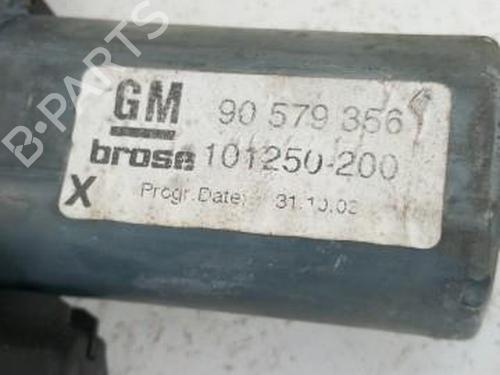 B-PARTS
GM 90 579 356
brose 101250-200
X Progr.Date: 31.10.02